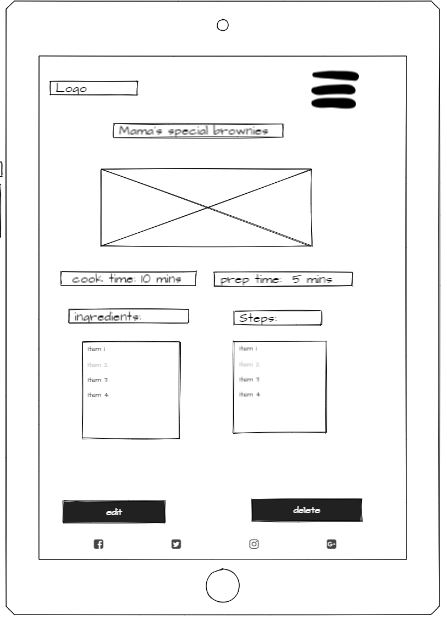 Logo
Mama's special brownies
cook time: 10 mins
prep time: 5 mins
ingredients:
Steps:
Item 1
Item 2
Item 3
Item 4
Item 1
Item 2
Item 3
Item 4
edit
delete